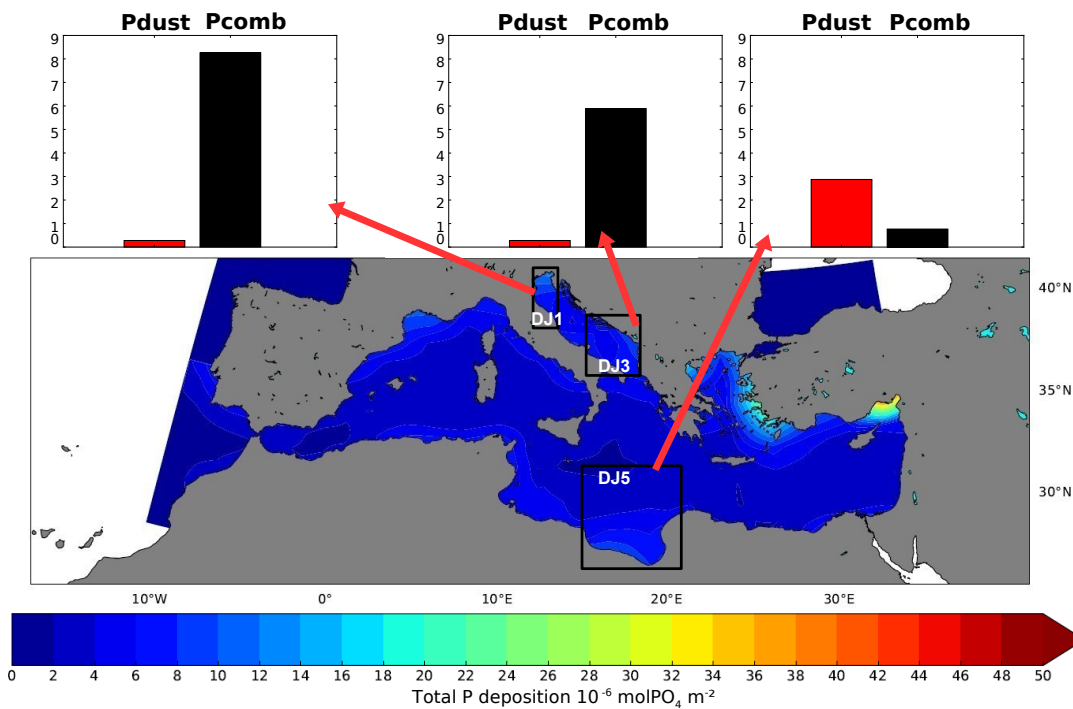 Pdust Pcomb Pdust Pcomb Pdust Pcomb
9 9 9
8 8 8
7 7 7
6 6 6
5 5 5
4 4 4
3 3 3
2 2 2
1 1 1
0 0 0
40°N
DJ1
DJ3
35°N
DJ5
30°N
10°W 0° 10°E 20°E 30°E
0 2 4 6 8 10 12 14 16 18 20 22 24 26 28 30 32 34 36 38 40 42 44 46 48 50
Total P deposition 10⁻⁶ molPO₄ m⁻²